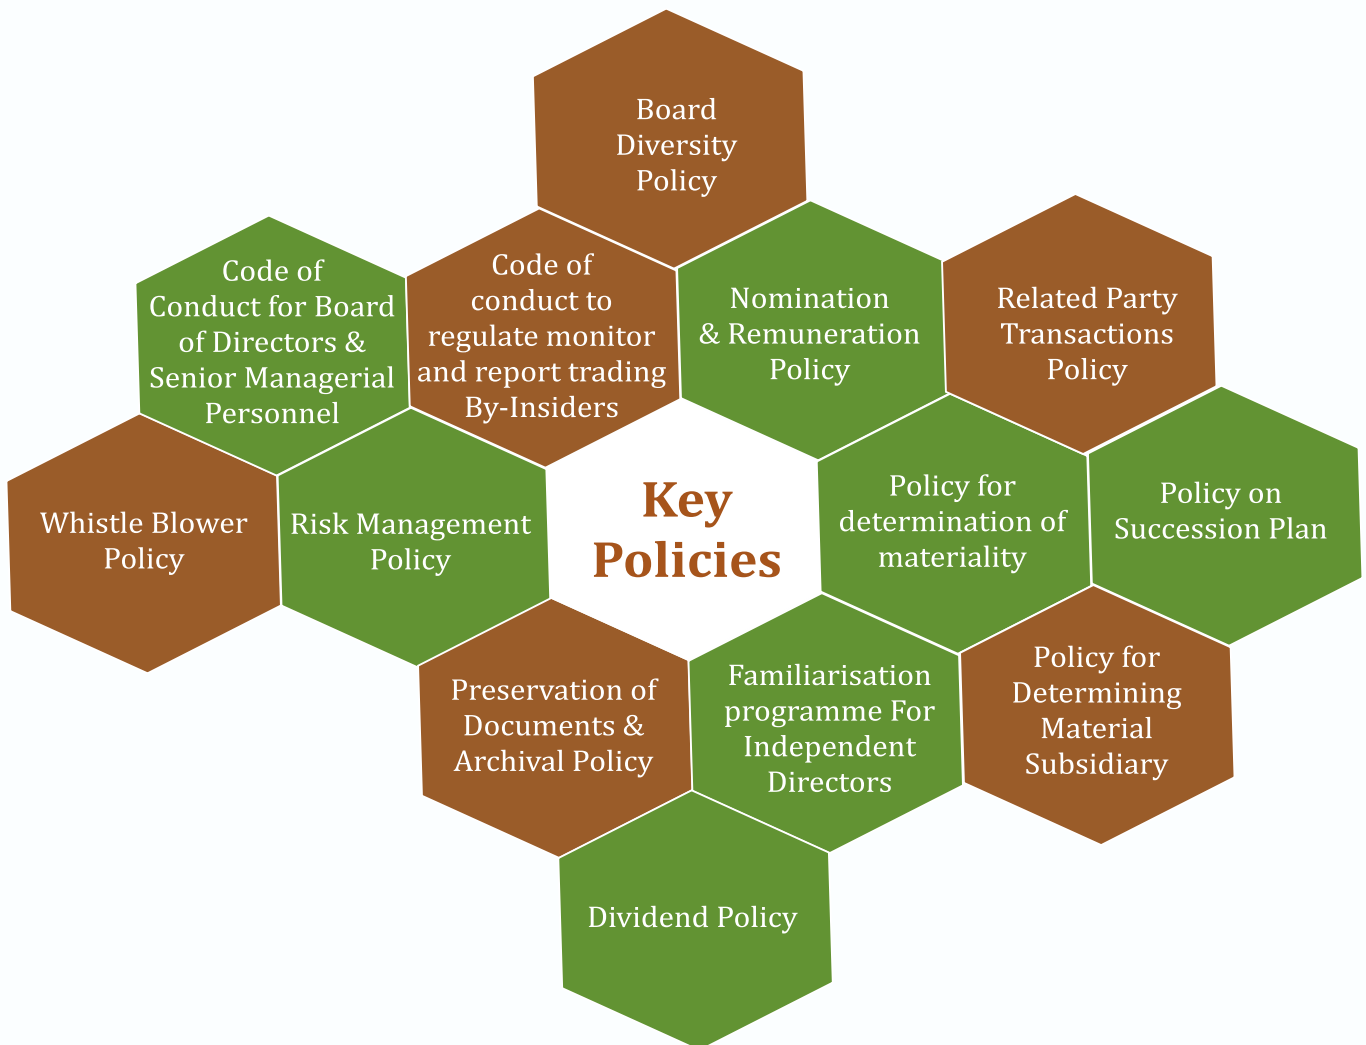 Board
Diversity
Policy
Code of
Conduct for Board
of Directors &
Senior Managerial
Personnel
Code of
conduct to
regulate monitor
and report trading
By-Insiders
Nomination
& Remuneration
Policy
Related Party
Transactions
Policy
Whistle Blower
Policy
Risk Management
Policy
Key
Policies
Policy for
determination of
materiality
Policy on
Succession Plan
Preservation of
Documents &
Archival Policy
Familiarisation
programme For
Independent
Directors
Policy for
Determining
Material
Subsidiary
Dividend Policy